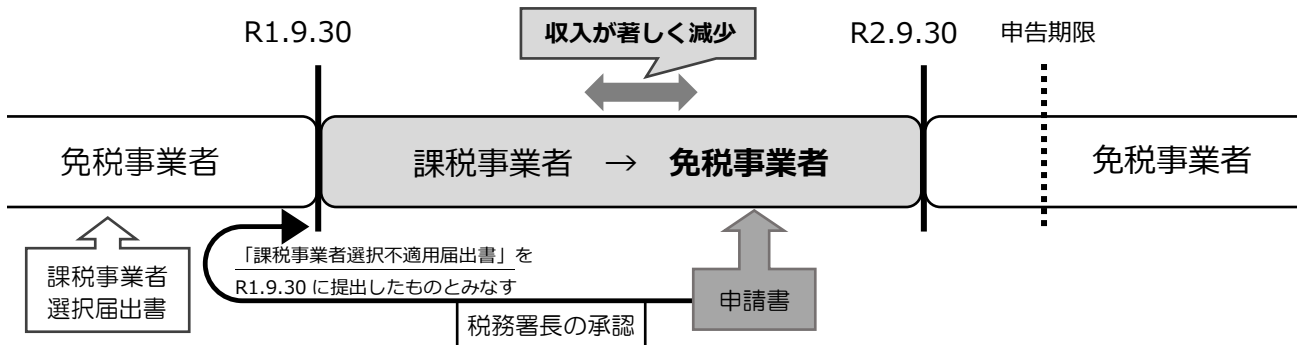 収入が著しく減少
R1.9.30
R2.9.30
申告期限
免税事業者
課税事業者 → 免税事業者
免税事業者
課税事業者
選択届出書
「課税事業者選択不適用届出書」を
R1.9.30 に提出したものとみなす
税務署長の承認
申請書